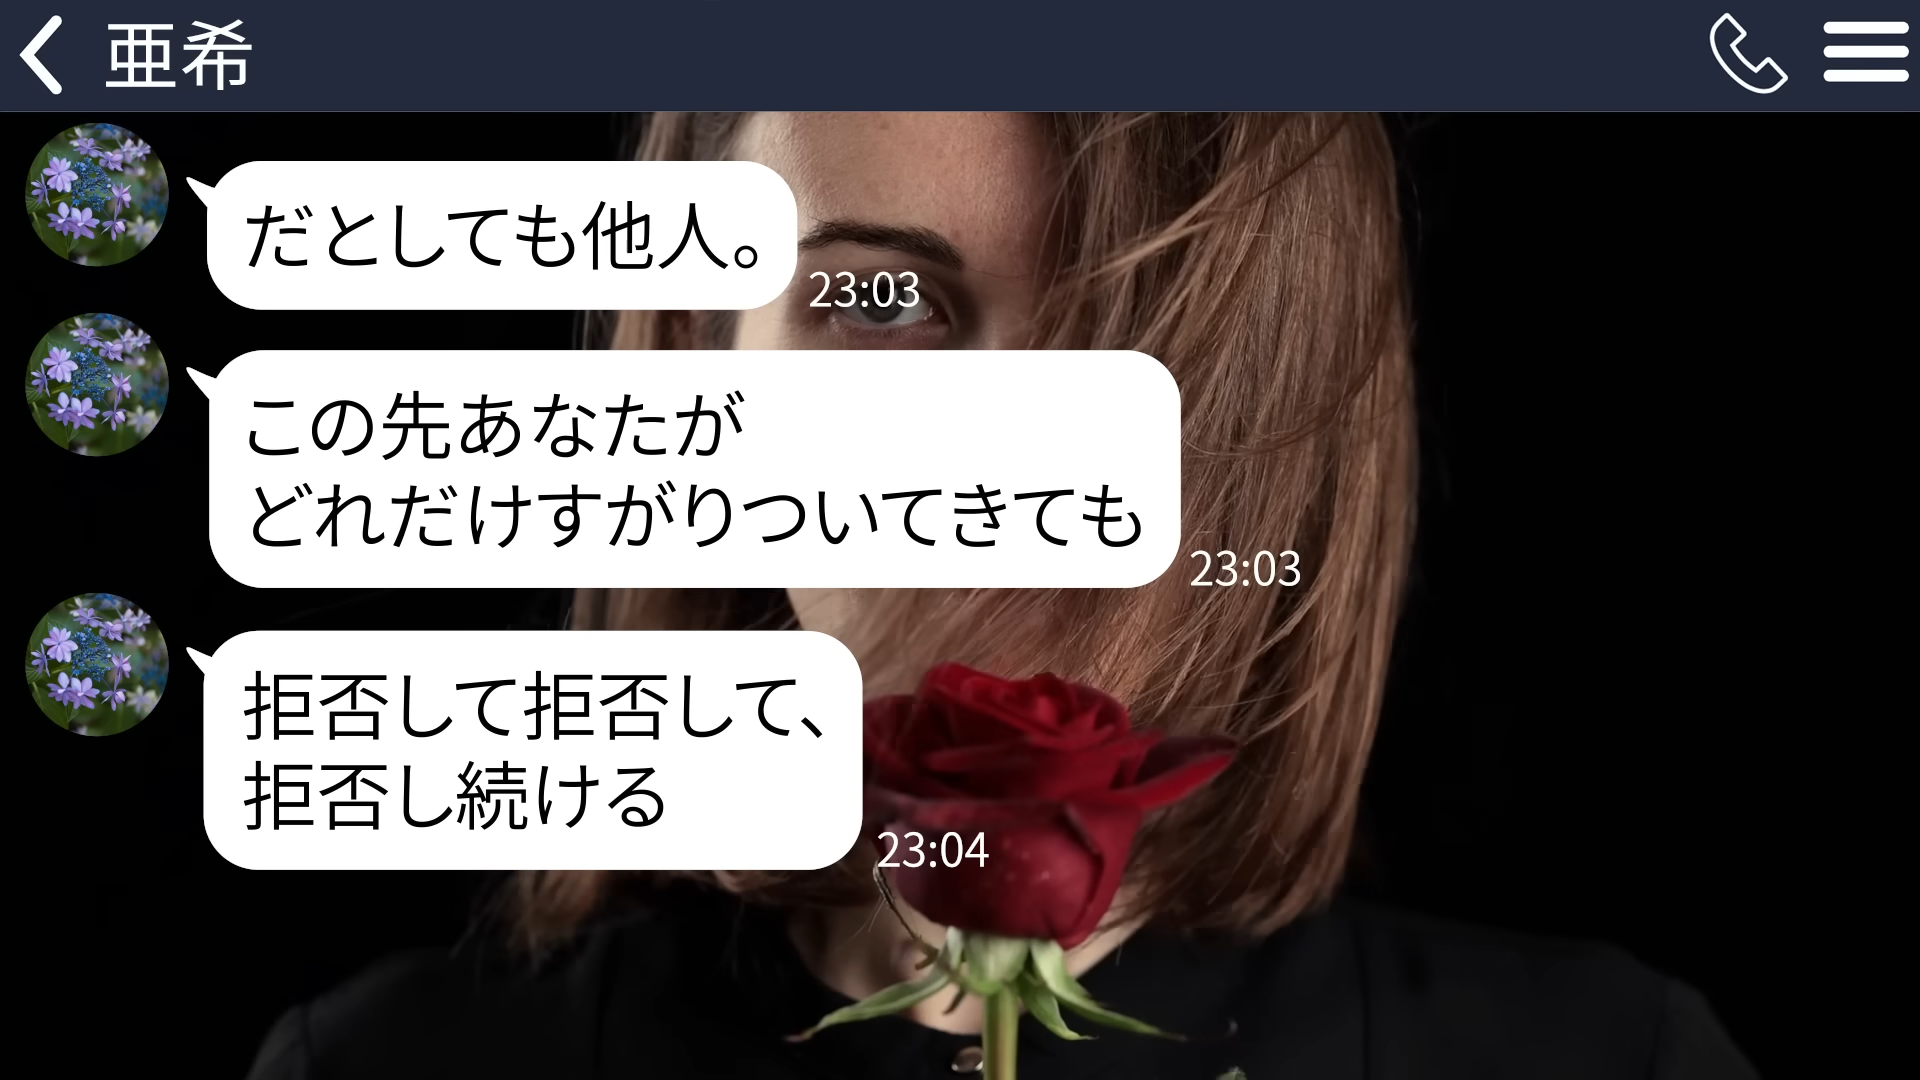 亜希
だとしても他人。
23:03
この先あなたが
どれだけすがりついてきても
23:03
拒否して拒否して、
拒否し続ける
23:04